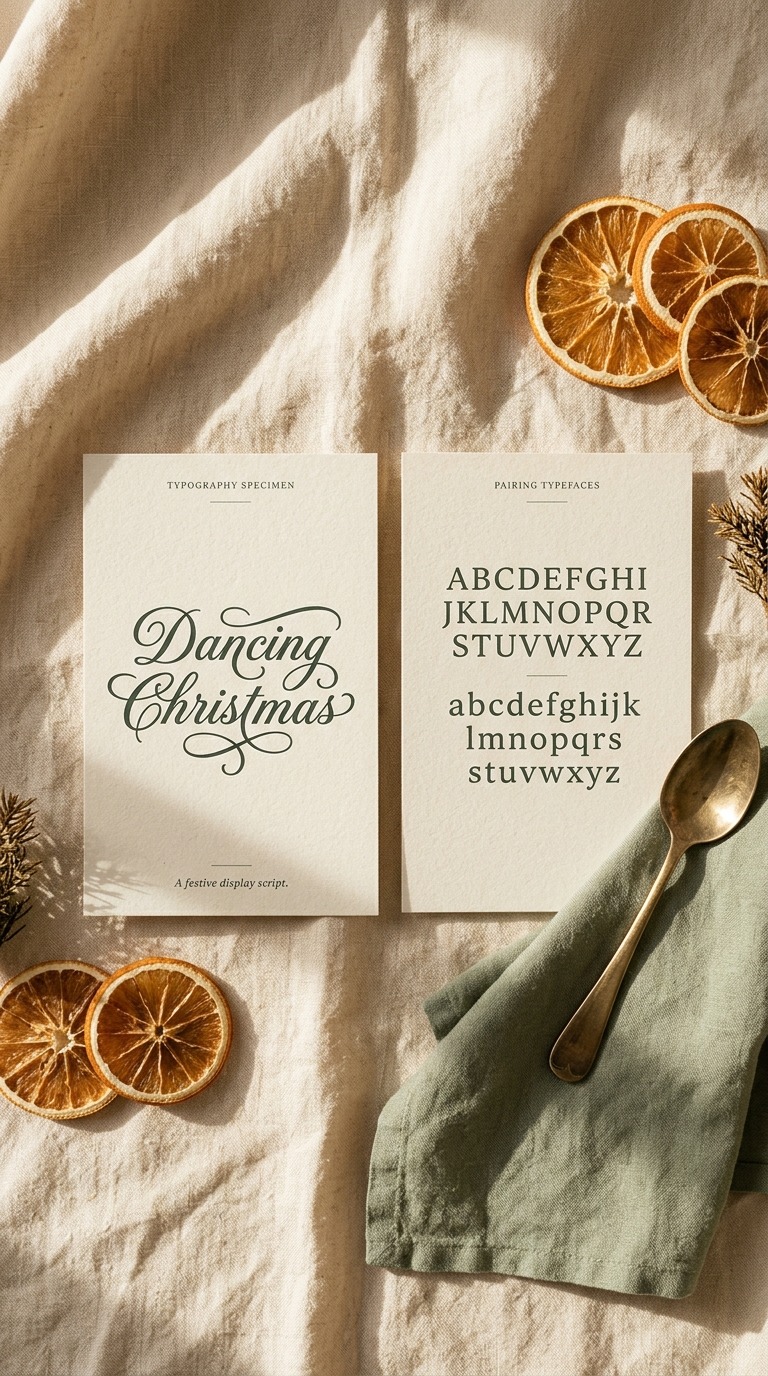 TYPOGRAPHY SPECIMEN
Dancing
Christmas
A festive display script.
PAIRING TYPEFACES
ABCDEFGHI
JKLMNOPQR
STUVWXYZ
abcdefghijk
lmnopqrs
stuvwxyz